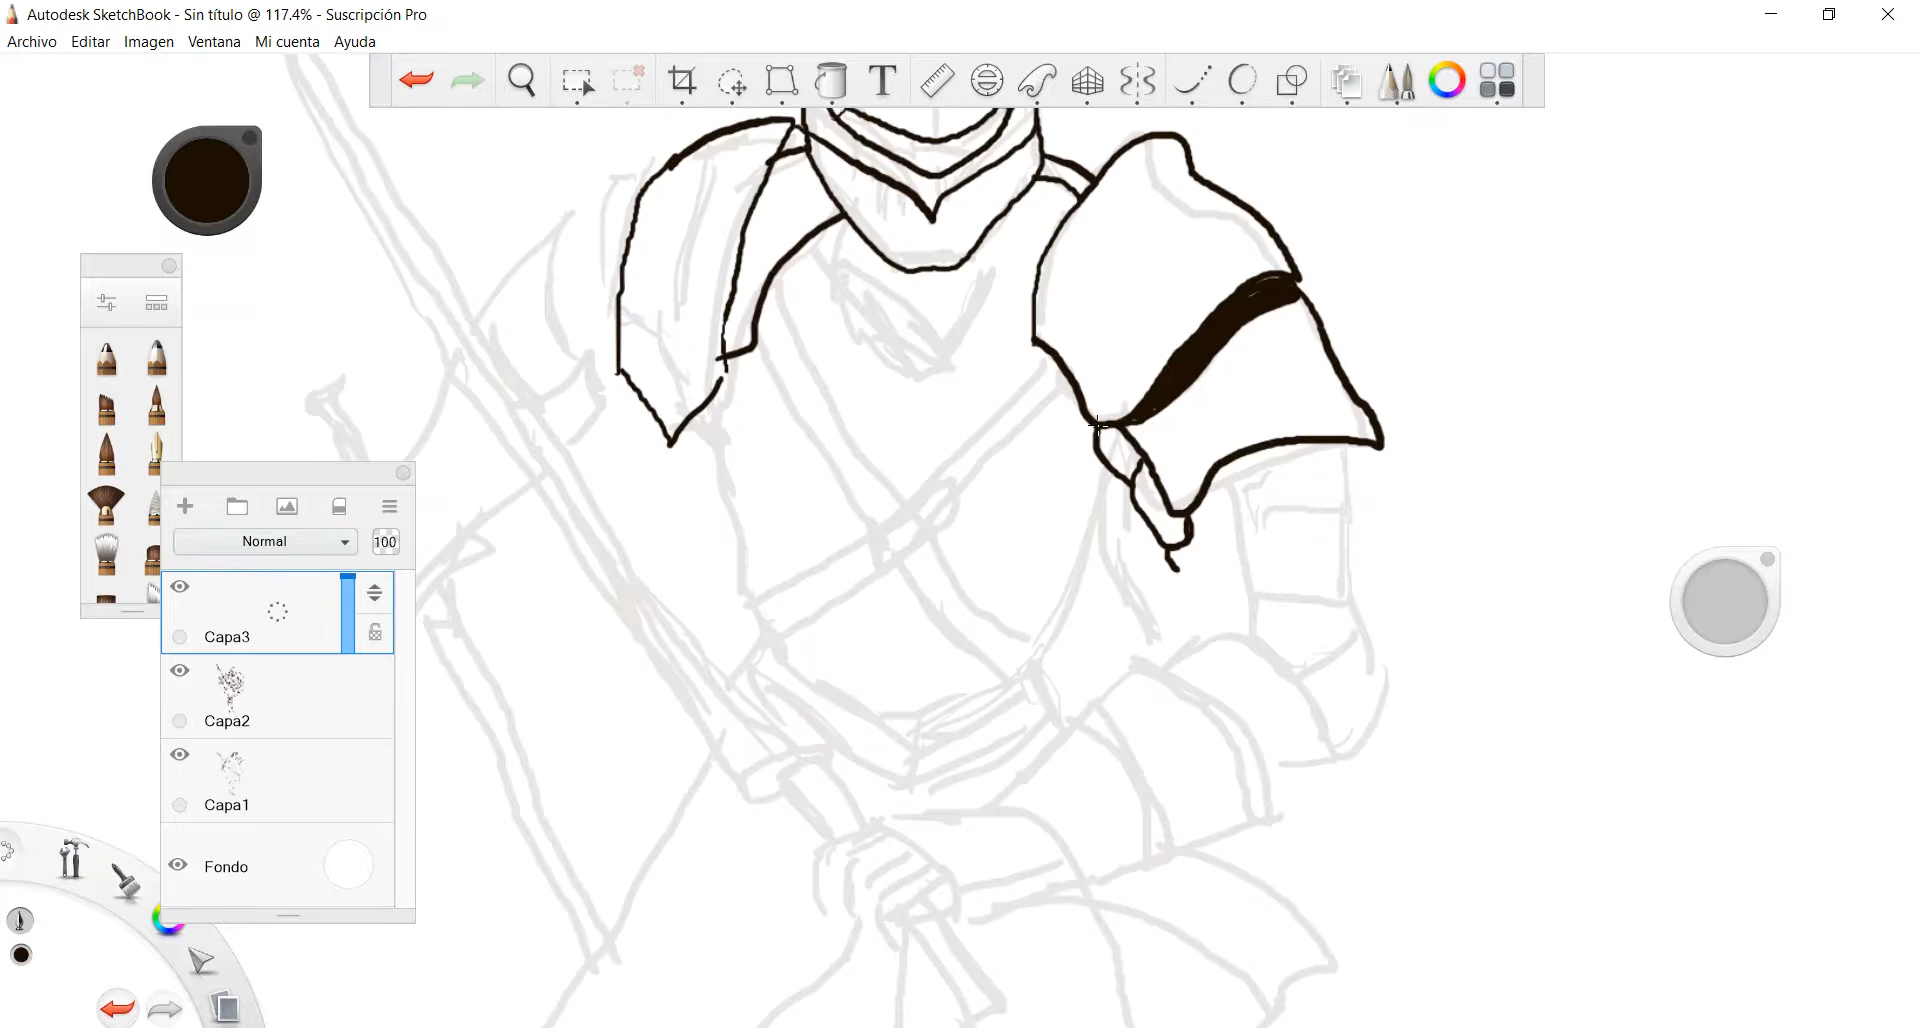 Autodesk SketchBook - Sin título @ 117.4% - Suscripción Pro
Archivo Editar Imagen Ventana Mi cuenta Ayuda
T
Normal 100
Capa3
Capa2
Capa1
Fondo